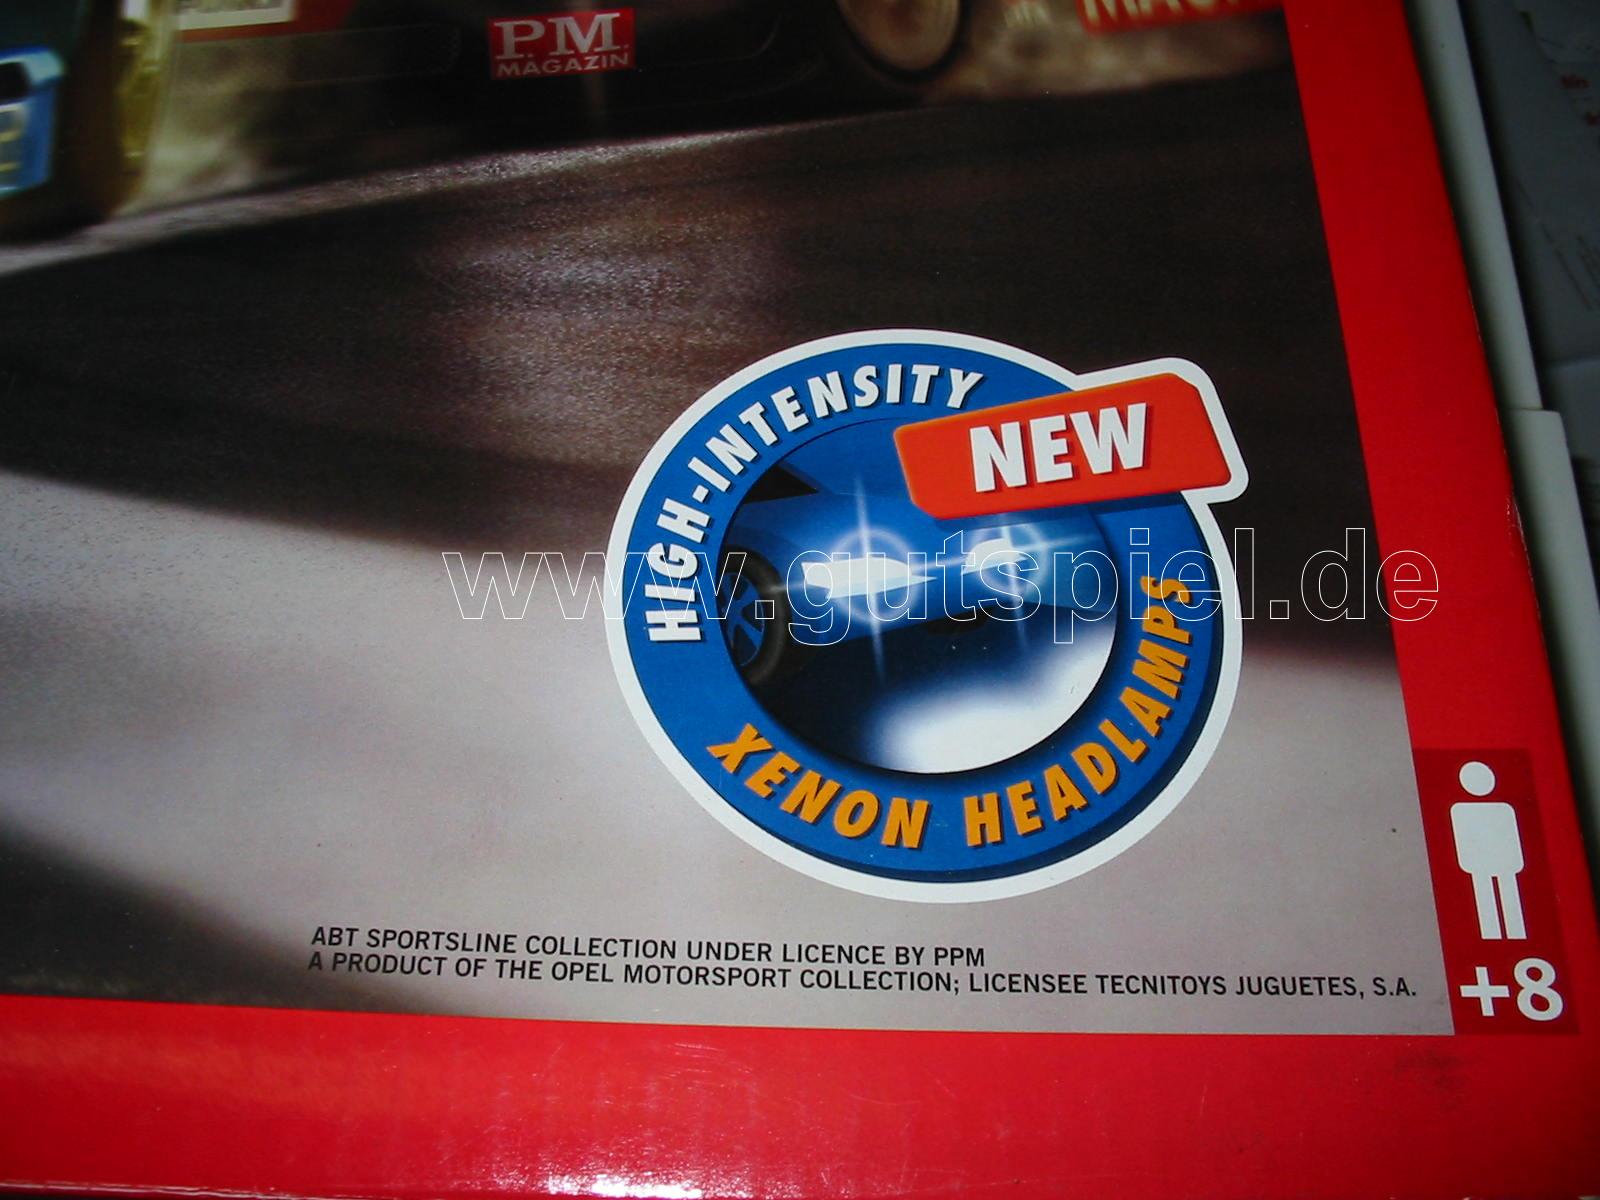 P.M.
MAGAZIN
HIGH-INTENSITY
NEW
XENON HEADLAMPS
www.gutspiel.de
ABT SPORTSLINE COLLECTION UNDER LICENCE BY PPM
A PRODUCT OF THE OPEL MOTORSPORT COLLECTION; LICENSEE TECNITOYS JUGUETES, S.A.
+8